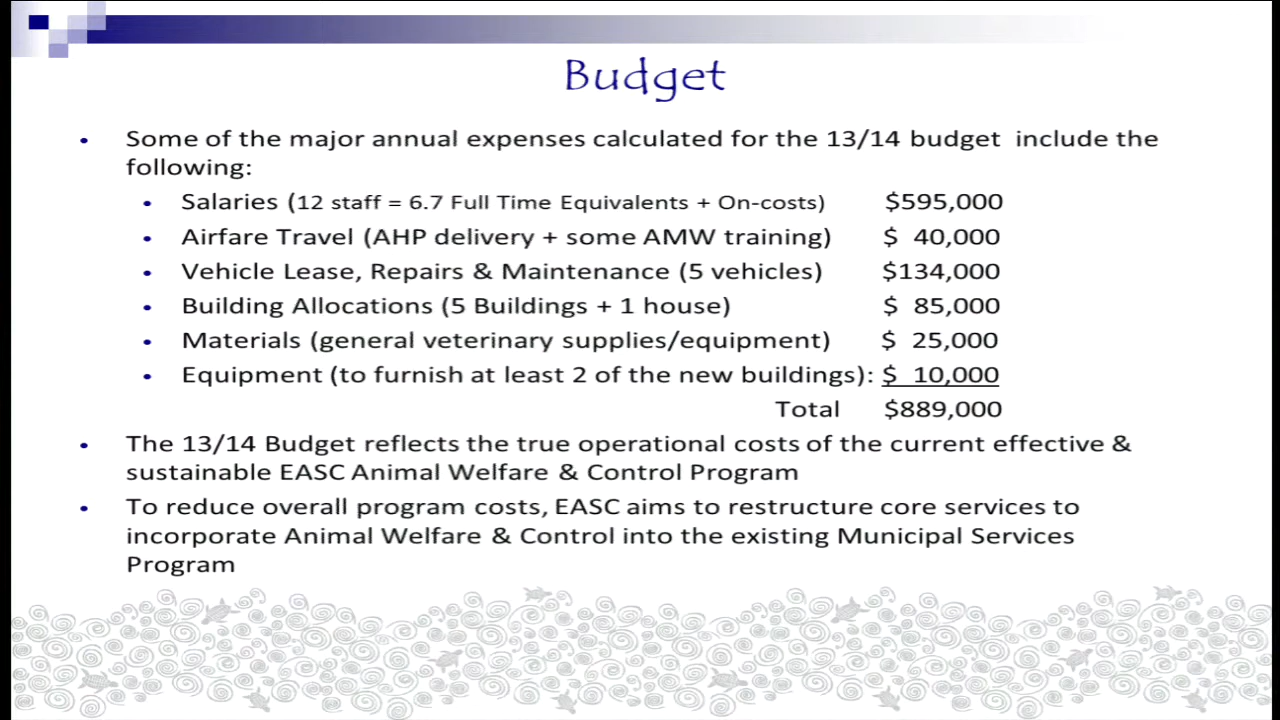 Budget
• Some of the major annual expenses calculated for the 13/14 budget include the
following:
• Salaries (12 staff = 6.7 Full Time Equivalents + On-costs) $595,000
• Airfare Travel (AHP delivery + some AMW training) $ 40,000
• Vehicle Lease, Repairs & Maintenance (5 vehicles) $134,000
• Building Allocations (5 Buildings + 1 house) $ 85,000
• Materials (general veterinary supplies/equipment) $ 25,000
• Equipment (to furnish at least 2 of the new buildings): $ 10,000
Total $889,000
• The 13/14 Budget reflects the true operational costs of the current effective &
sustainable EASC Animal Welfare & Control Program
• To reduce overall program costs, EASC aims to restructure core services to
incorporate Animal Welfare & Control into the existing Municipal Services
Program